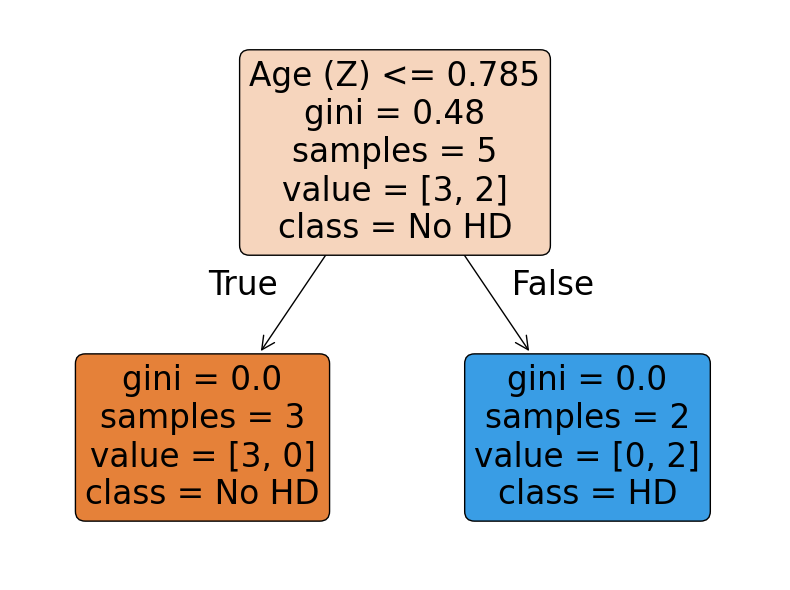 Age (Z) <= 0.785
gini = 0.48
samples = 5
value = [3, 2]
class = No HD
True
False
gini = 0.0
samples = 3
value = [3, 0]
class = No HD
gini = 0.0
samples = 2
value = [0, 2]
class = HD